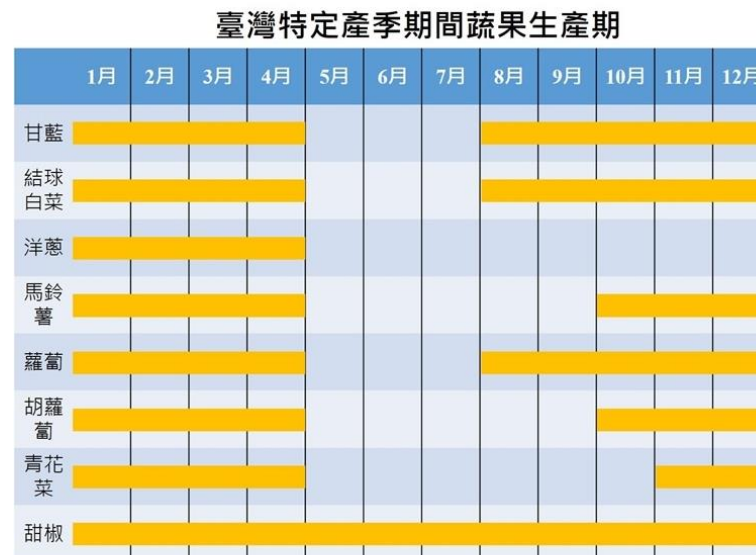 臺灣特定產季期間蔬果生產期
1月 2月 3月 4月 5月 6月 7月 8月 9月 10月 11月 12月
甘藍
結球
白菜
洋蔥
馬鈴
薯
蘿蔔
胡蘿
蔔
青花
菜
甜椒